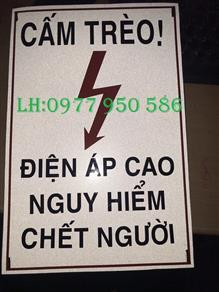 CẤM TRÈO!
LH:0977 950 586
ĐIỆN ÁP CAO
NGUY HIỂM
CHẾT NGƯỜI